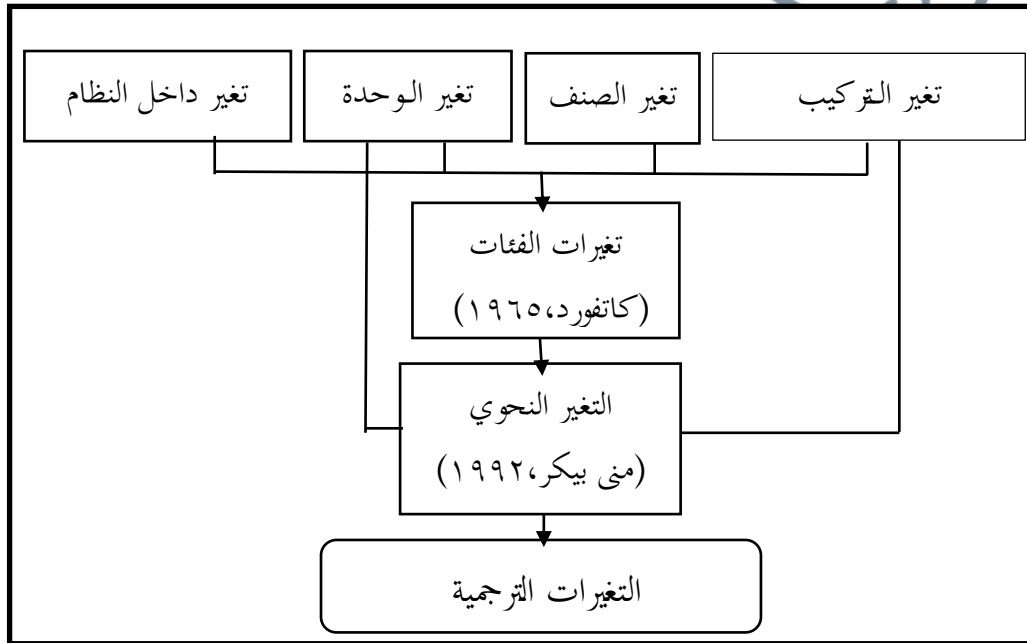 تغير التركيب
تغير الصنف
تغير الوحدة
تغير داخل النظام
تغيرات الفئات
(كاتفورد،١٩٦٥)
التغير النحوي
(منى بيكر،١٩٩٢)
التغيرات الترجمية